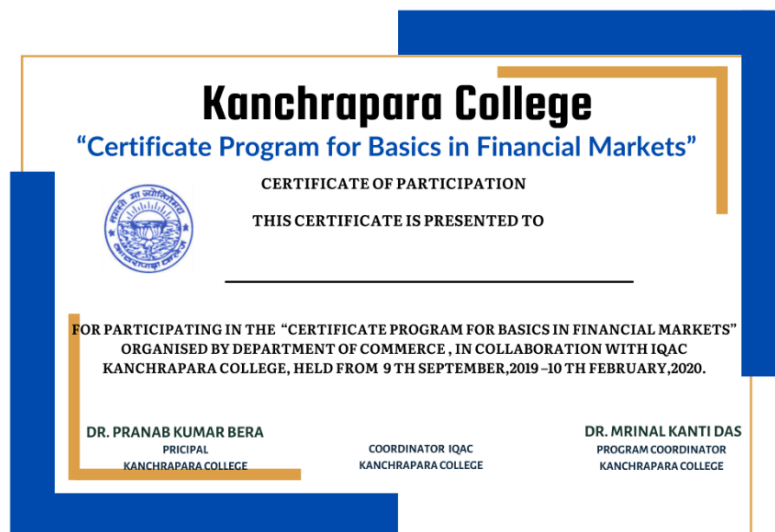 Kanchrapara College
“Certificate Program for Basics in Financial Markets”
CERTIFICATE OF PARTICIPATION
THIS CERTIFICATE IS PRESENTED TO
तमसो मा ज्योतिर्गमय
FOR PARTICIPATING IN THE “CERTIFICATE PROGRAM FOR BASICS IN FINANCIAL MARKETS”
ORGANISED BY DEPARTMENT OF COMMERCE , IN COLLABORATION WITH IQAC
KANCHRAPARA COLLEGE, HELD FROM 9 TH SEPTEMBER,2019 –10 TH FEBRUARY,2020.
DR. PRANAB KUMAR BERA
PRICIPAL
KANCHRAPARA COLLEGE
COORDINATOR IQAC
KANCHRAPARA COLLEGE
DR. MRINAL KANTI DAS
PROGRAM COORDINATOR
KANCHRAPARA COLLEGE